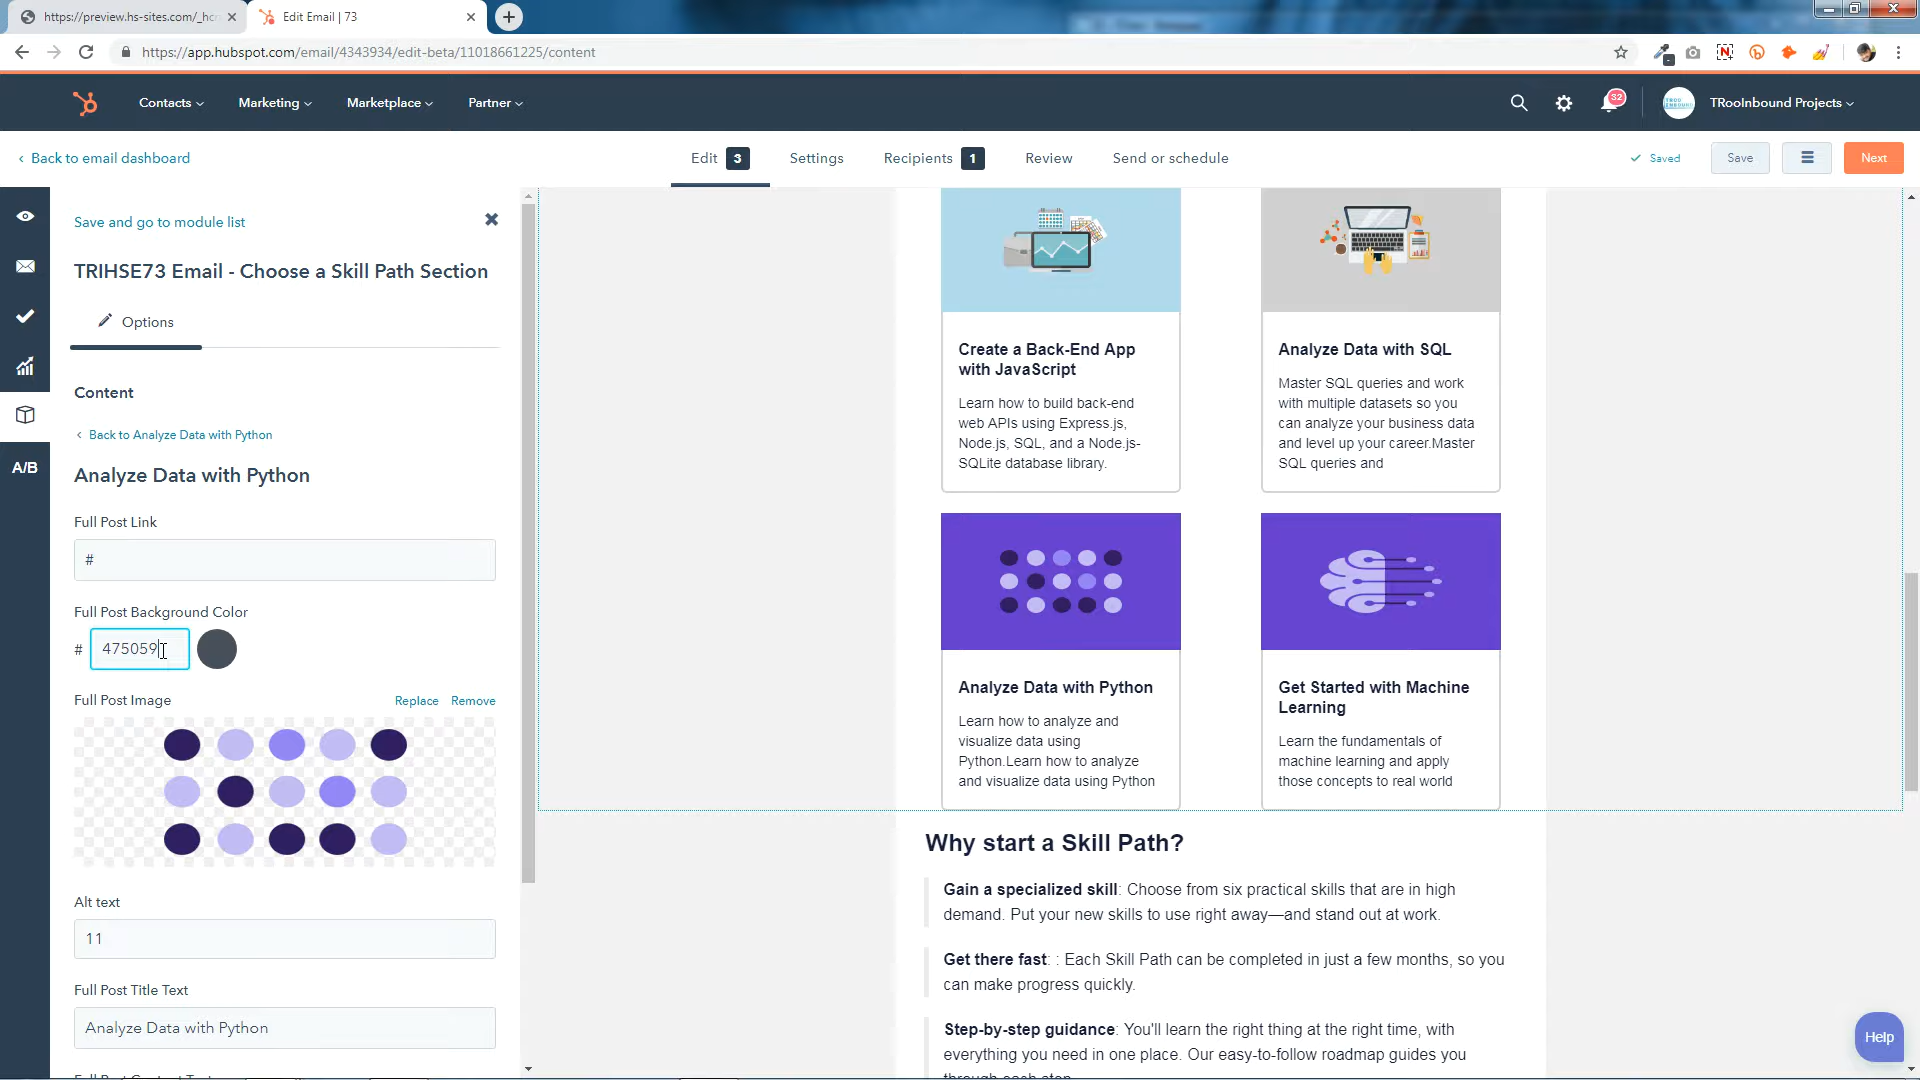 https://preview.hs-sites.com/_hcr
Edit Email | 73
https://app.hubspot.com/email/4343934/edit-beta/11018661225/content
Contacts
Marketing
Marketplace
Partner
32
TRooInbound Projects
Back to email dashboard
Edit 3
Settings
Recipients 1
Review
Send or schedule
Saved
Save
Next
A/B
Save and go to module list
TRIHSE73 Email - Choose a Skill Path Section
Options
Content
Back to Analyze Data with Python
Analyze Data with Python
Full Post Link
#
Full Post Background Color
# 475059
Full Post Image
Replace
Remove
Alt text
11
Full Post Title Text
Analyze Data with Python
Create a Back-End App
with JavaScript
Learn how to build back-end
web APIs using Express.js,
Node.js, SQL, and a Node.js-
SQLite database library.
Analyze Data with SQL
Master SQL queries and work
with multiple datasets so you
can analyze your business data
and level up your career.Master
SQL queries and
Analyze Data with Python
Learn how to analyze and
visualize data using
Python.Learn how to analyze
and visualize data using Python
Get Started with Machine
Learning
Learn the fundamentals of
machine learning and apply
those concepts to real world
Why start a Skill Path?
Gain a specialized skill: Choose from six practical skills that are in high
demand. Put your new skills to use right away—and stand out at work.
Get there fast: : Each Skill Path can be completed in just a few months, so you
can make progress quickly.
Step-by-step guidance: You'll learn the right thing at the right time, with
everything you need in one place. Our easy-to-follow roadmap guides you
through each step
Help